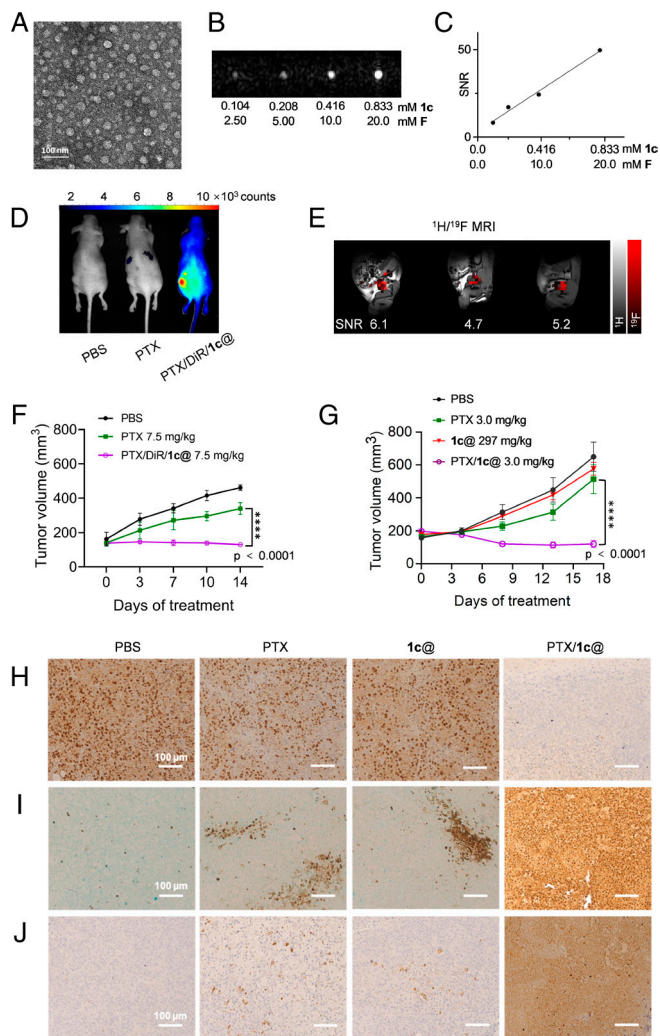 A
100 nm
B
0.104 0.208 0.416 0.833 mM 1c
2.50 5.00 10.0 20.0 mM F
C
SNR
50
0
0.0 0.416 0.833 mM 1c
0.0 10.0 20.0 mM F
D
2 4 6 8 10 ×10³ counts
PBS
PTX
PTX/DiR/1c@
E
¹H/¹⁹F MRI
SNR 6.1 4.7 5.2
¹H
¹⁹F
F
Tumor volume (mm³)
800
600
400
200
0
PBS
PTX 7.5 mg/kg
PTX/DiR/1c@ 7.5 mg/kg
****
p < 0.0001
0 3 7 10 14
Days of treatment
G
Tumor volume (mm³)
800
600
400
200
0
PBS
PTX 3.0 mg/kg
1c@ 297 mg/kg
PTX/1c@ 3.0 mg/kg
****
p < 0.0001
0 5 10 15 18
Days of treatment
PBS PTX 1c@ PTX/1c@
H
100 µm
I
100 µm
J
100 µm